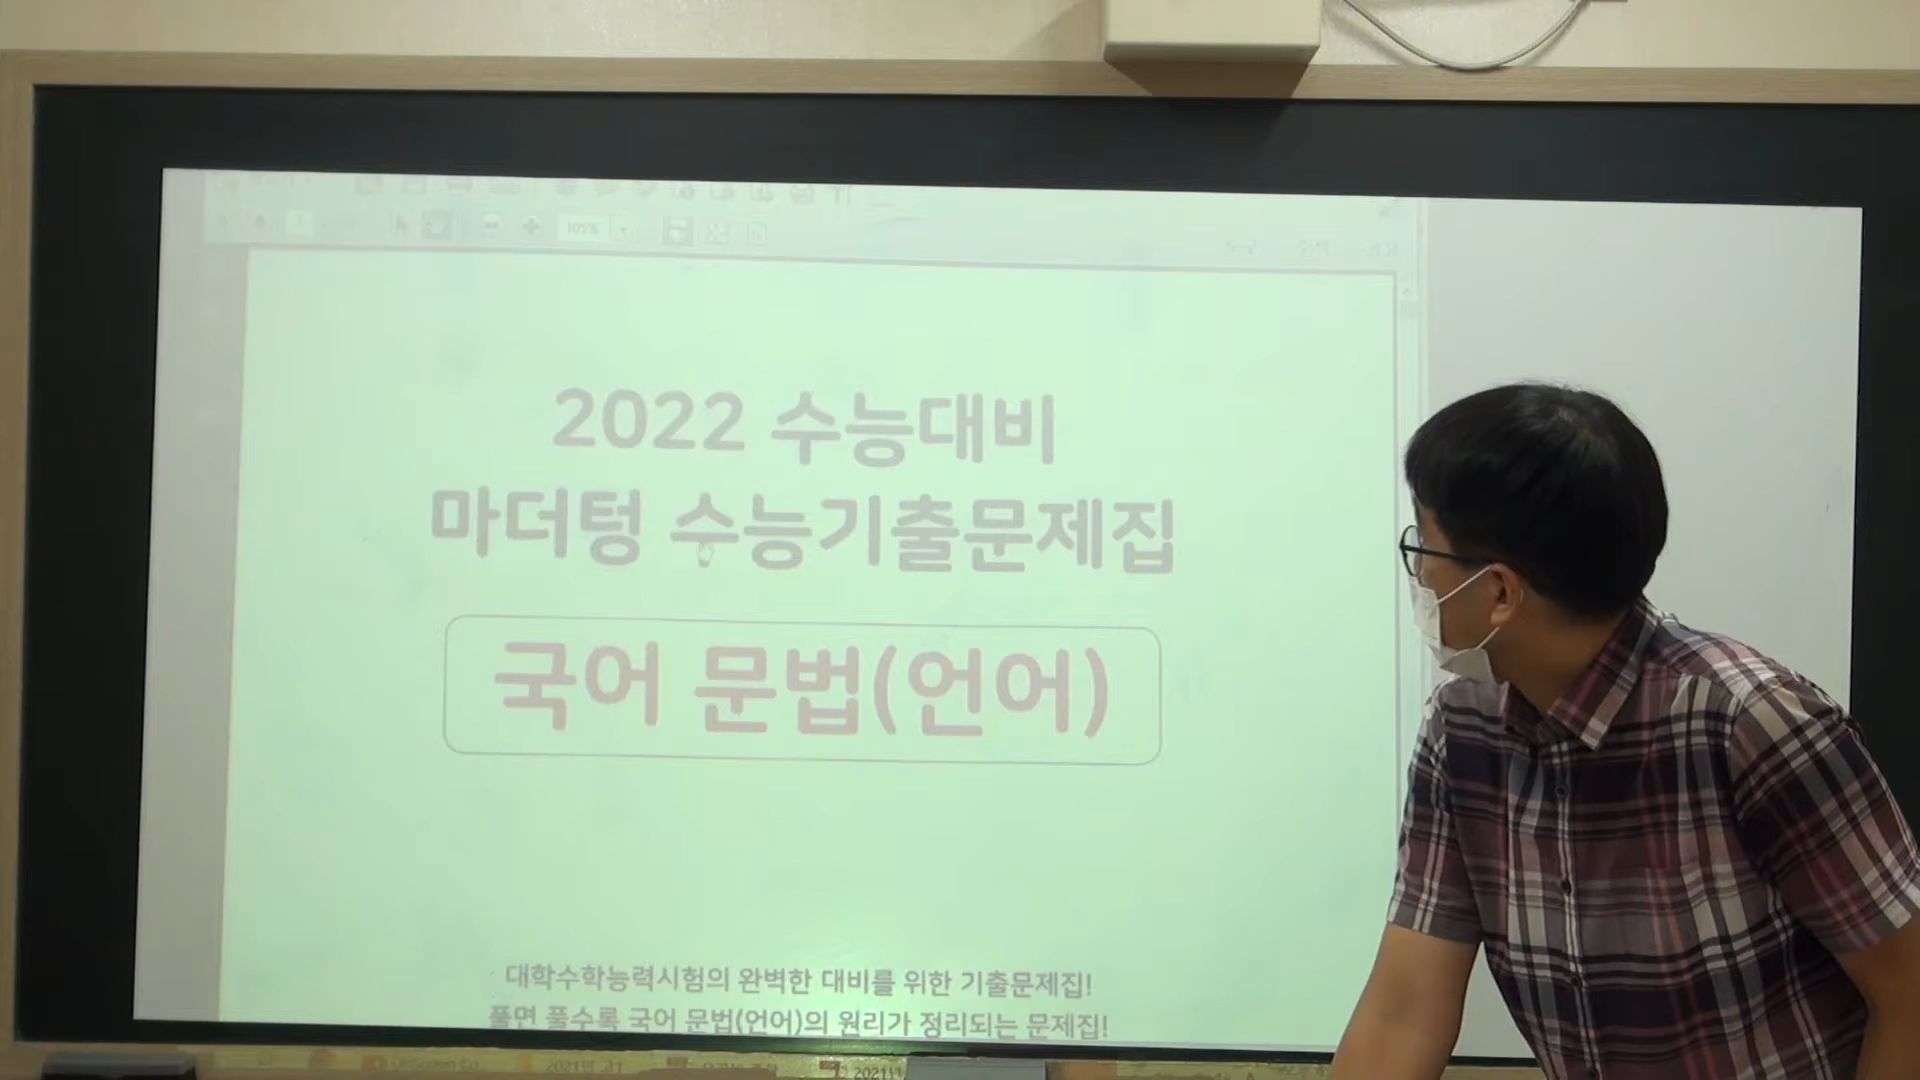 105%
2022 수능대비
마더텅 수능기출문제집
국어 문법(언어)
대학수학능력시험의 완벽한 대비를 위한 기출문제집!
풀면 풀수록 국어 문법(언어)의 원리가 정리되는 문제집!